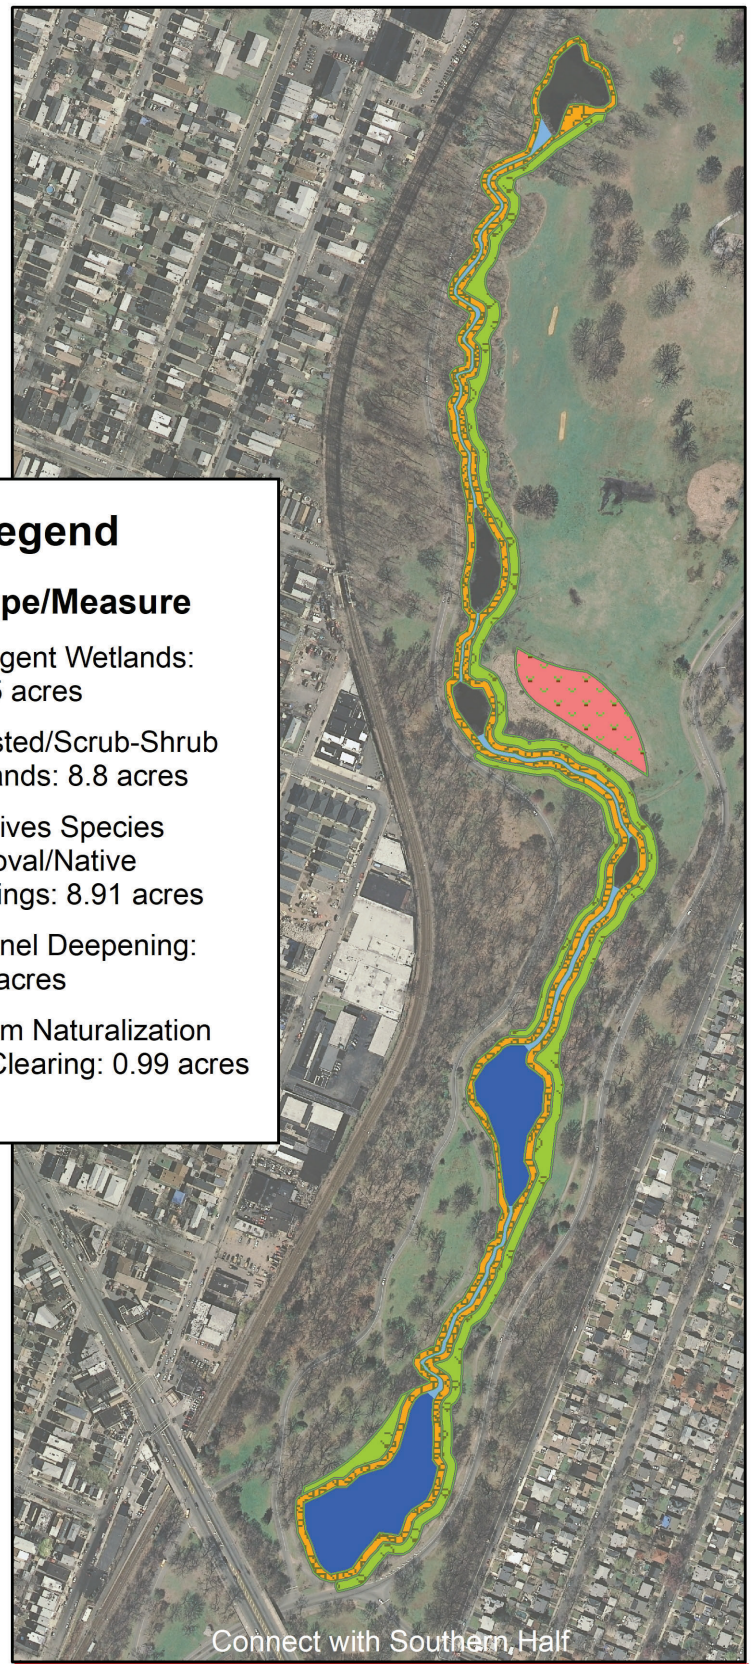 egend
pe/Measure
gent Wetlands:
acres
sted/Scrub-Shrub
ands: 8.8 acres
ives Species
oval/Native
ings: 8.91 acres
nel Deepening:
acres
m Naturalization
Clearing: 0.99 acres
Connect with Southern Half